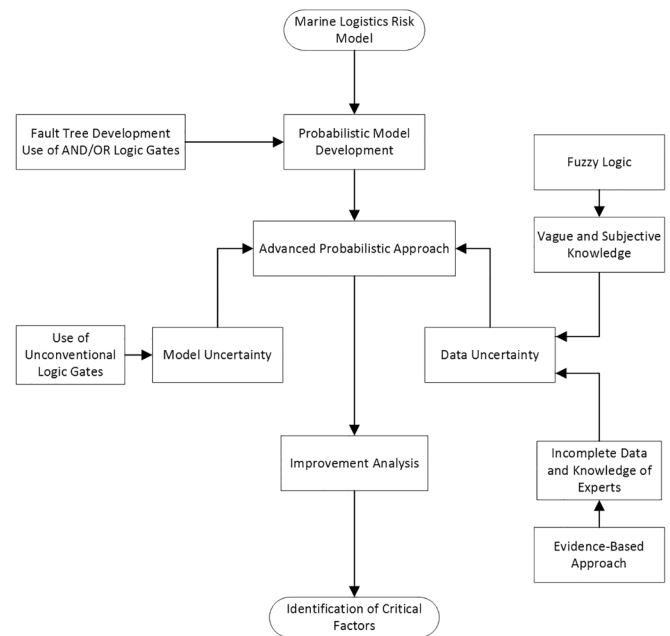 Marine Logistics Risk
Model
Fault Tree Development
Use of AND/OR Logic Gates
Probabilistic Model
Development
Fuzzy Logic
Advanced Probabilistic Approach
Vague and Subjective
Knowledge
Use of
Unconventional
Logic Gates
Model Uncertainty
Data Uncertainty
Improvement Analysis
Incomplete Data
and Knowledge of
Experts
Evidence-Based
Approach
Identification of Critical
Factors